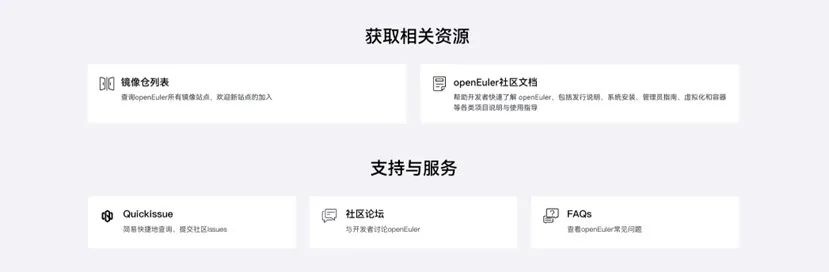 获取相关资源
镜像仓列表
查询openEuler所有镜像站点、欢迎新站点的加入
openEuler社区文档
帮助开发者快速了解 openEuler、包括发行说明、系统安装、管理员指南、虚拟化和容器
等各类项目说明与使用指导
支持与服务
Quickissue
简易快捷地查询、提交社区issues
社区论坛
与开发者讨论openEuler
FAQs
查看openEuler常见问题